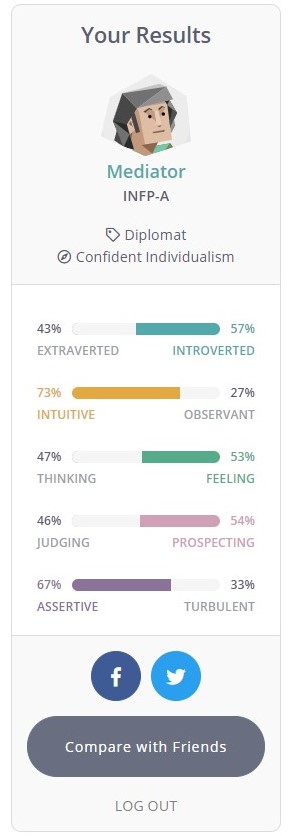 Your Results
Mediator
INFP-A
Diplomat
Confident Individualism
43% 57%
EXTRAVERTED INTROVERTED
73% 27%
INTUITIVE OBSERVANT
47% 53%
THINKING FEELING
46% 54%
JUDGING PROSPECTING
67% 33%
ASSERTIVE TURBULENT
Compare with Friends
LOG OUT